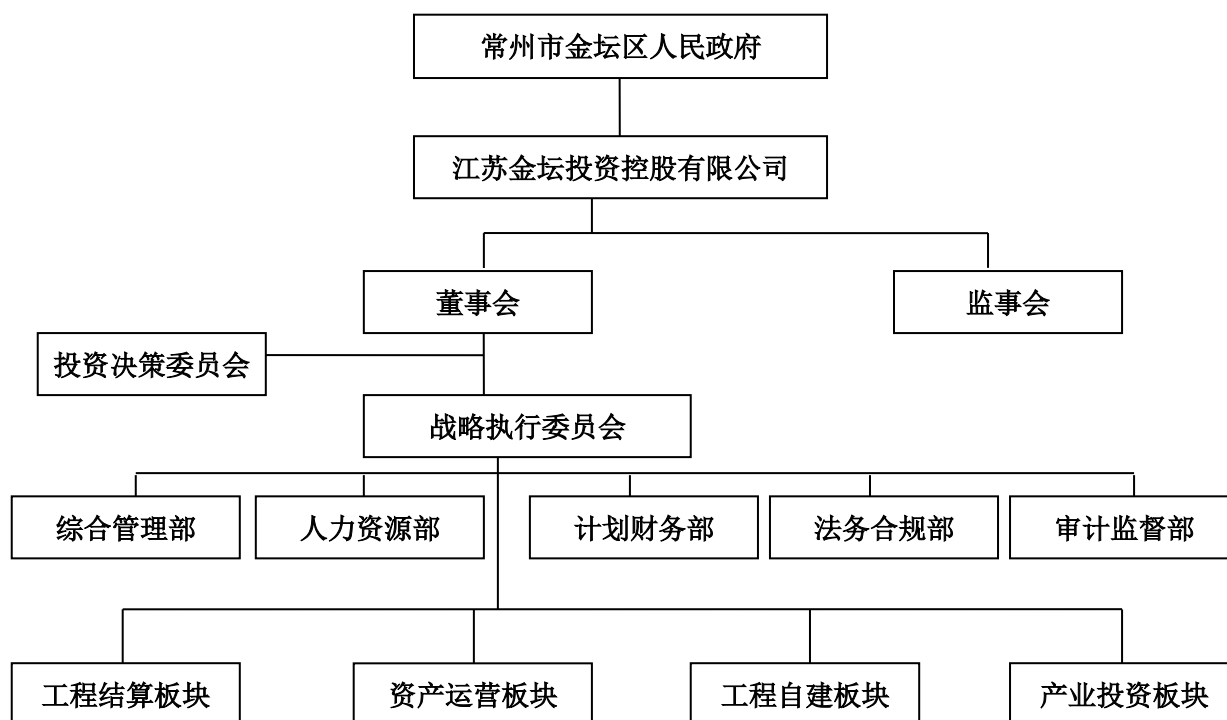 常州市金坛区人民政府
江苏金坛投资控股有限公司
董事会
监事会
投资决策委员会
战略执行委员会
综合管理部
人力资源部
计划财务部
法务合规部
审计监督部
工程结算板块
资产运营板块
工程自建板块
产业投资板块